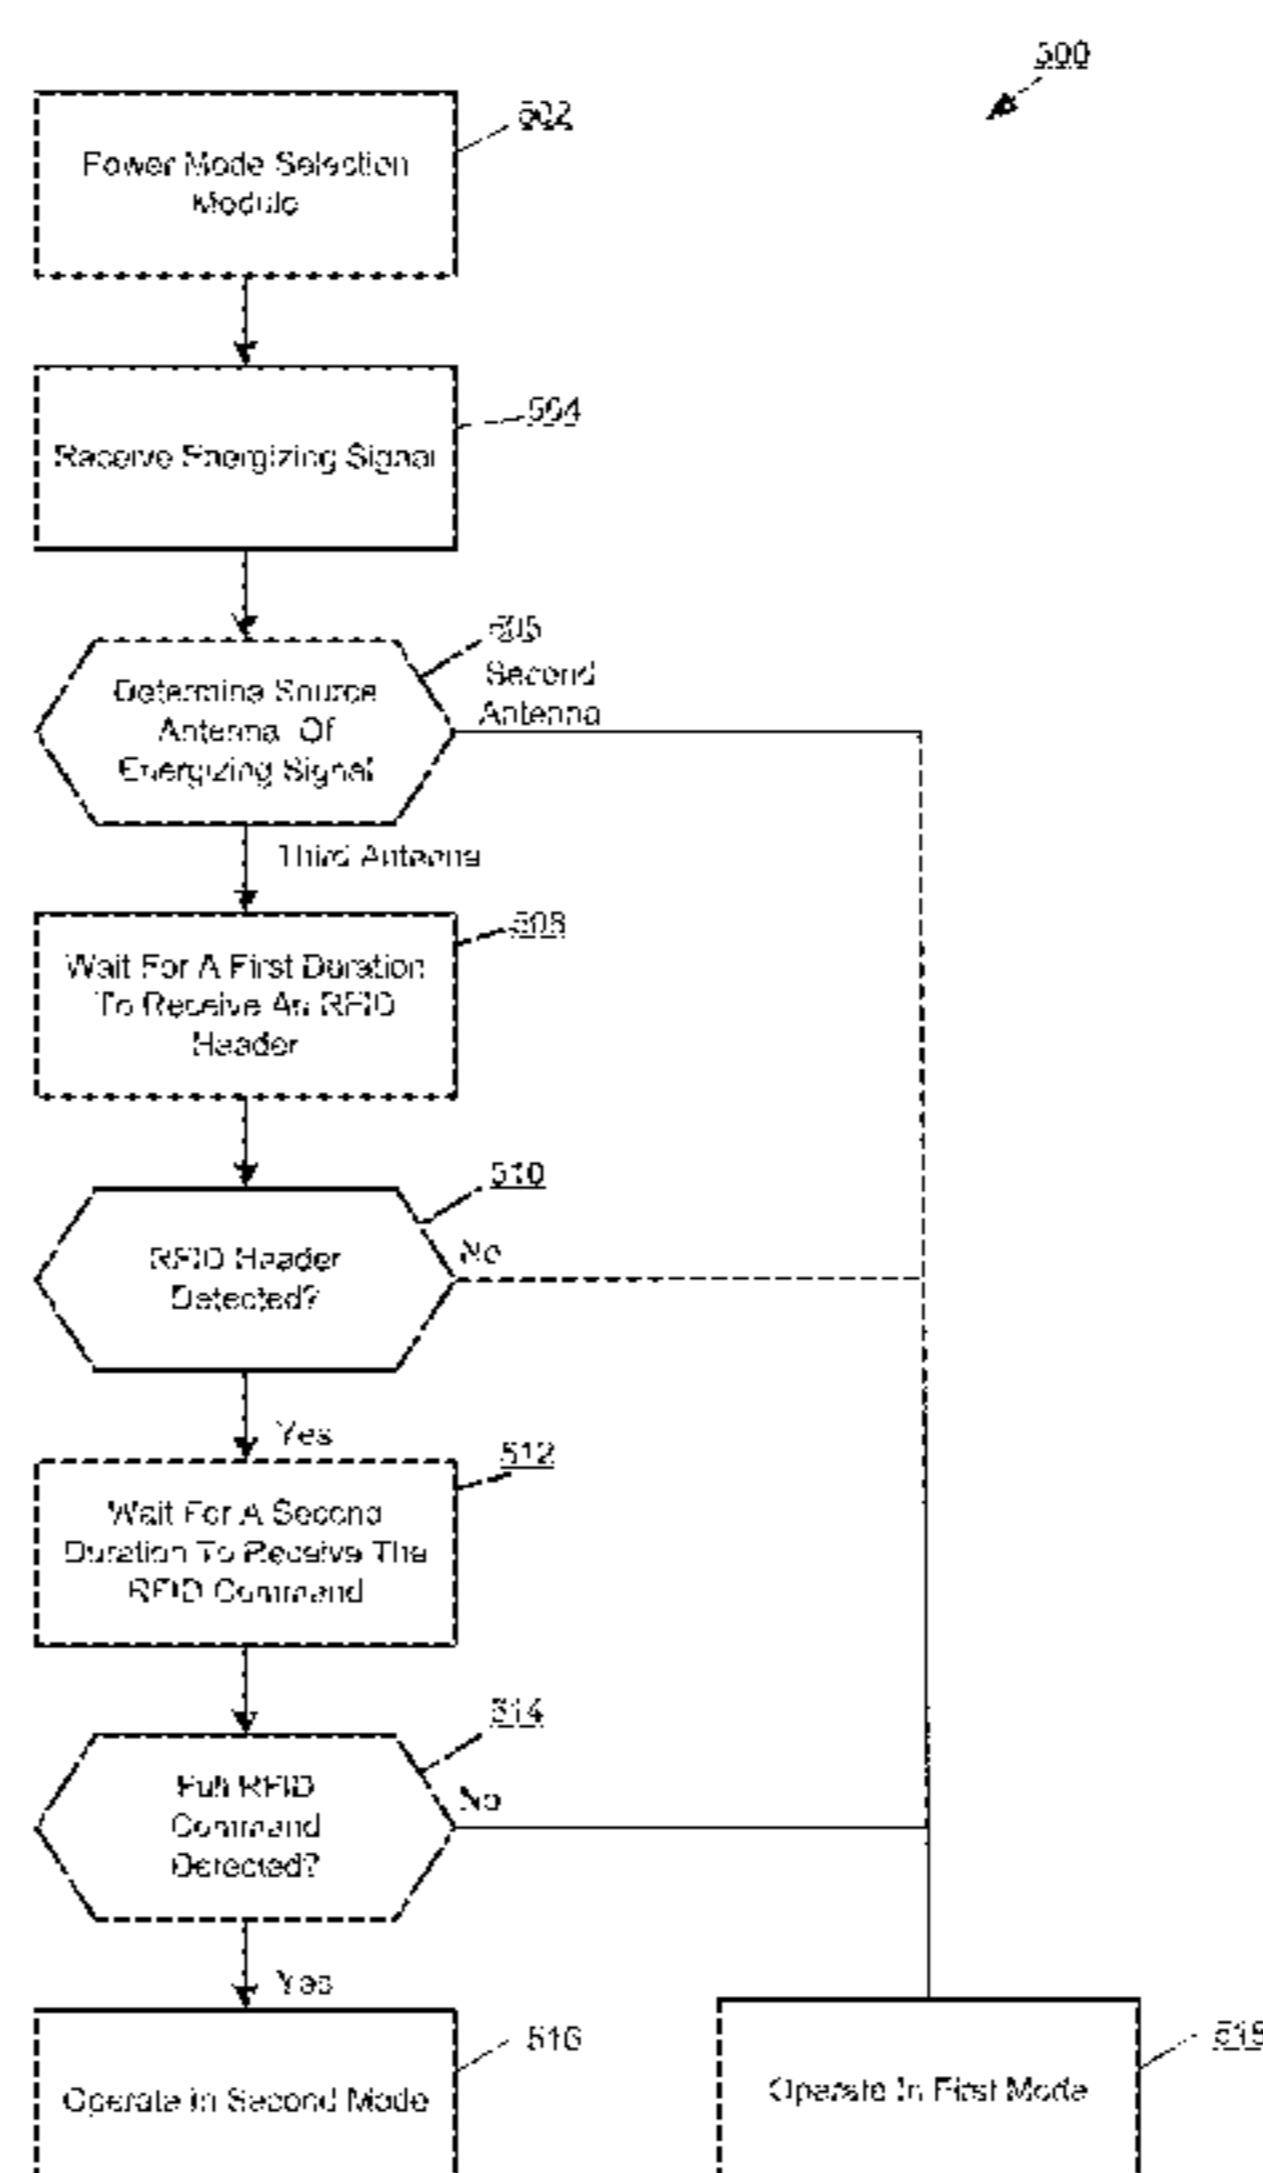 500
502
Power Mode Selection
Module
504
Receive Energizing Signal
506
Second
Antenna
Determine Source
Antenna Of
Energizing Signal
Third Antenna
508
Wait For A First Duration
To Receive An RFID
Header
510
No
RFID Header
Detected?
Yes
512
Wait For A Second
Duration To Receive The
RFID Command
514
No
Full RFID
Command
Detected?
Yes
516
Operate In Second Mode
518
Operate In First Mode